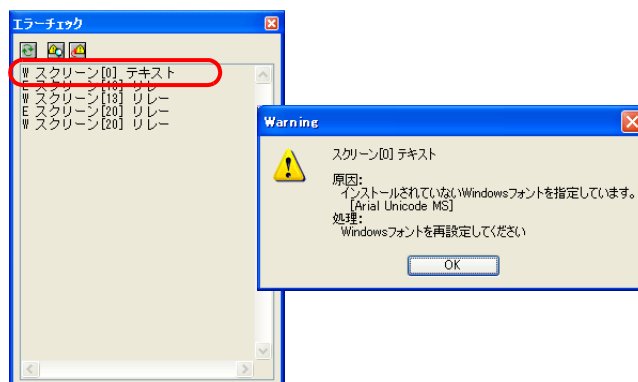 エラーチェック
W スクリーン[0] テキスト
E スクリーン[13] リレー
W スクリーン[13] リレー
E スクリーン[20] リレー
W スクリーン[20] リレー
Warning
スクリーン[0] テキスト
原因:
インストールされていないWindowsフォントを指定しています。
[Arial Unicode MS]
処理:
Windowsフォントを再設定してください
OK